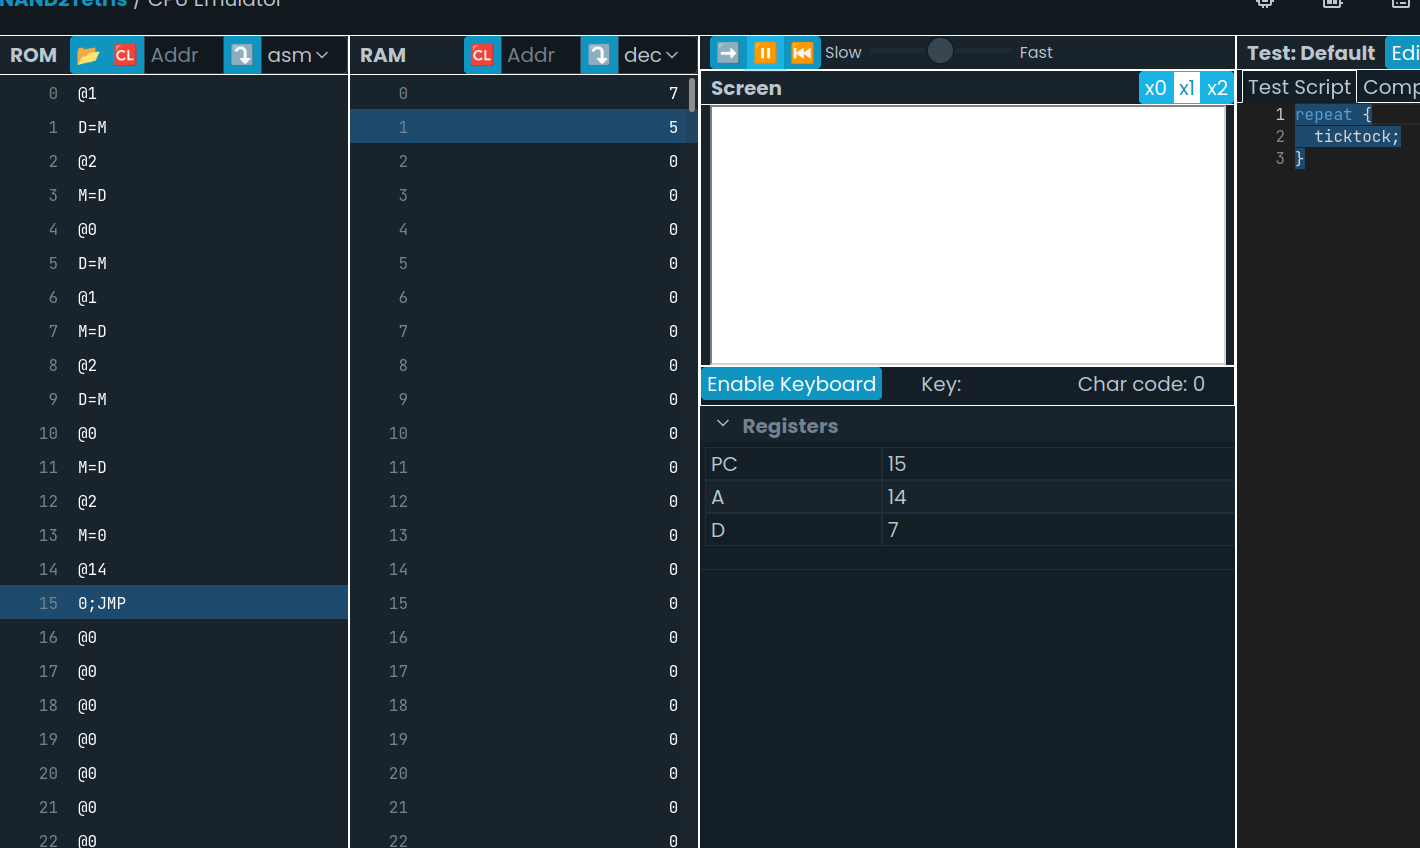 NAND2Tetris / CPU Emulator
ROM 📂 🆑 Addr ⤵️ asm
0 @1
1 D=M
2 @2
3 M=D
4 @0
5 D=M
6 @1
7 M=D
8 @2
9 D=M
10 @0
11 M=D
12 @2
13 M=0
14 @14
15 0;JMP
16 @0
17 @0
18 @0
19 @0
20 @0
21 @0
22 @0
RAM 🆑 Addr ⤵️ dec
0 7
1 5
2 0
3 0
4 0
5 0
6 0
7 0
8 0
9 0
10 0
11 0
12 0
13 0
14 0
15 0
16 0
17 0
18 0
19 0
20 0
21 0
22 0
➡️ ⏸️ ⏮️ Slow Fast
Screen x0 x1 x2
Enable Keyboard Key: Char code: 0
Registers
PC 15
A 14
D 7
Test: Default Edi
Test Script Comp
1 repeat {
2 ticktock;
3 }